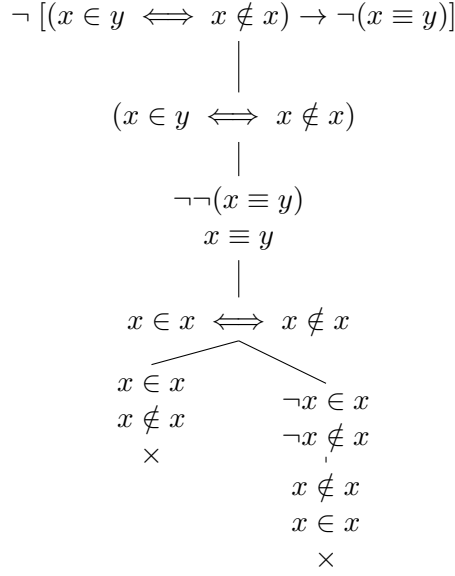 ¬ [(x ∈ y ⟺ x ∉ x) → ¬(x ≡ y)]
(x ∈ y ⟺ x ∉ x)
¬¬(x ≡ y)
x ≡ y
x ∈ x ⟺ x ∉ x
x ∈ x
x ∉ x
×
¬x ∈ x
¬x ∉ x
x ∉ x
x ∈ x
×